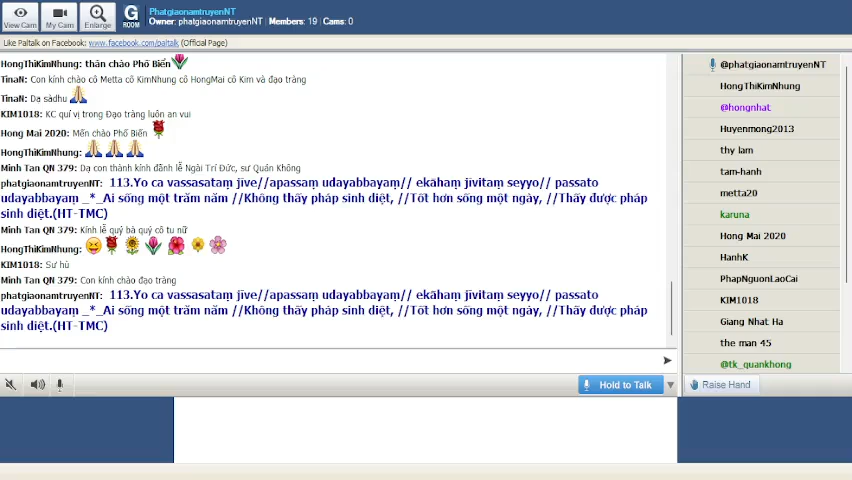 View Cam
My Cam
Enlarge
G
ROOM
PhatgiaonamtruyenNT
Owner: phatgiaonamtruyenNT | Members: 19 | Cams: 0
Like Paltalk on Facebook: www.facebook.com/paltalk (Official Page)
HongThiKimNhung: thân chào Phổ Biến
TinaN: Con kính chào cô Metta cô KimNhung cô HongMai cô Kim và đạo tràng
TinaN: Dạ sàdhu
KIM1018: KC quí vị trong Đạo tràng luôn an vui
Hong Mai 2020: Mến chào Phổ Biến
HongThiKimNhung:
Minh Tan QN 379: Dạ con thành kính đãnh lễ Ngài Trí Đức, sư Quán Không
phatgiaonamtruyenNT: 113.Yo ca vassasataṃ jīve//apassaṃ udayabbayaṃ// ekāhaṃ jīvitaṃ seyyo// passato
udayabbayaṃ _*_Ai sống một trăm năm //Không thấy pháp sinh diệt, //Tốt hơn sống một ngày, //Thấy được pháp
sinh diệt.(HT-TMC)
Minh Tan QN 379: Kính lễ quý bà quý cô tu nữ
HongThiKimNhung:
KIM1018: Sư hù
Minh Tan QN 379: Con kính chào đạo tràng
phatgiaonamtruyenNT: 113.Yo ca vassasataṃ jīve//apassaṃ udayabbayaṃ// ekāhaṃ jīvitaṃ seyyo// passato
udayabbayaṃ _*_Ai sống một trăm năm //Không thấy pháp sinh diệt, //Tốt hơn sống một ngày, //Thấy được pháp
sinh diệt.(HT-TMC)
Hold to Talk
@phatgiaonamtruyenNT
HongThiKimNhung
@hongnhat
Huyenmong2013
thy lam
tam-hanh
metta20
karuna
Hong Mai 2020
HanhK
PhapNguonLaoCai
KIM1018
Giang Nhat Ha
the man 45
@tk_quankhong
Raise Hand